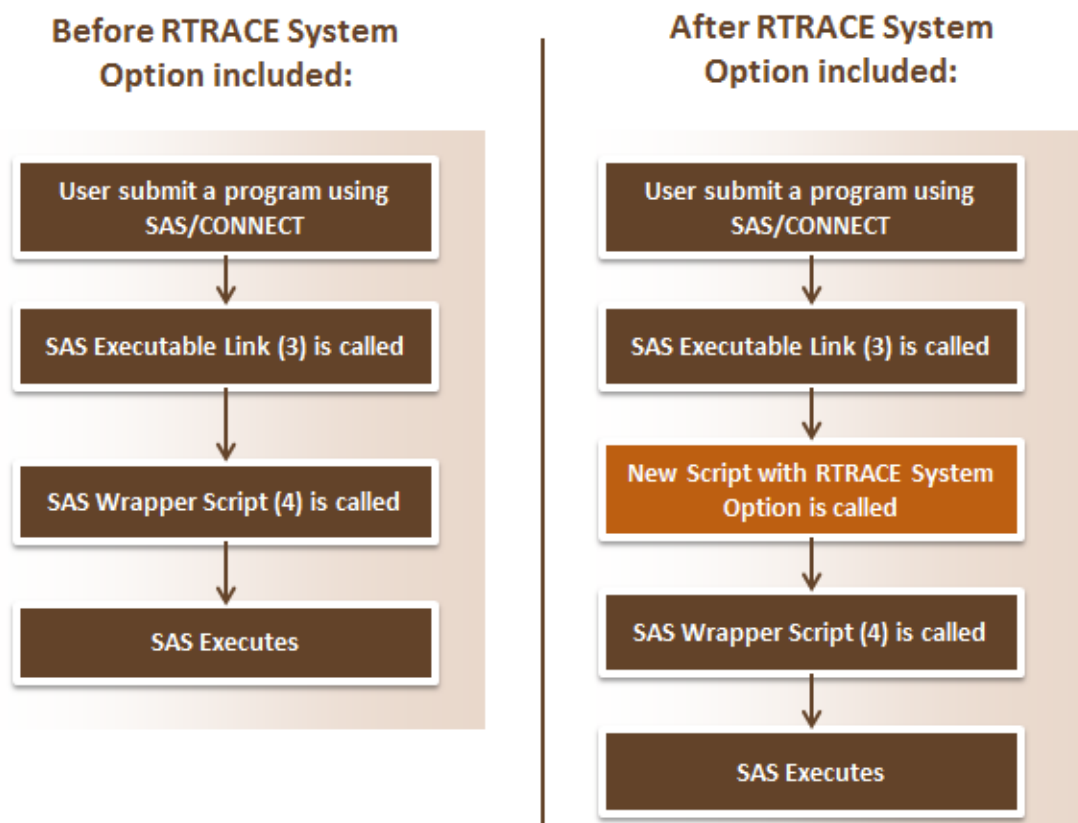 Before RTRACE System
Option included:
User submit a program using
SAS/CONNECT
SAS Executable Link (3) is called
SAS Wrapper Script (4) is called
SAS Executes
After RTRACE System
Option included:
User submit a program using
SAS/CONNECT
SAS Executable Link (3) is called
New Script with RTRACE System
Option is called
SAS Wrapper Script (4) is called
SAS Executes